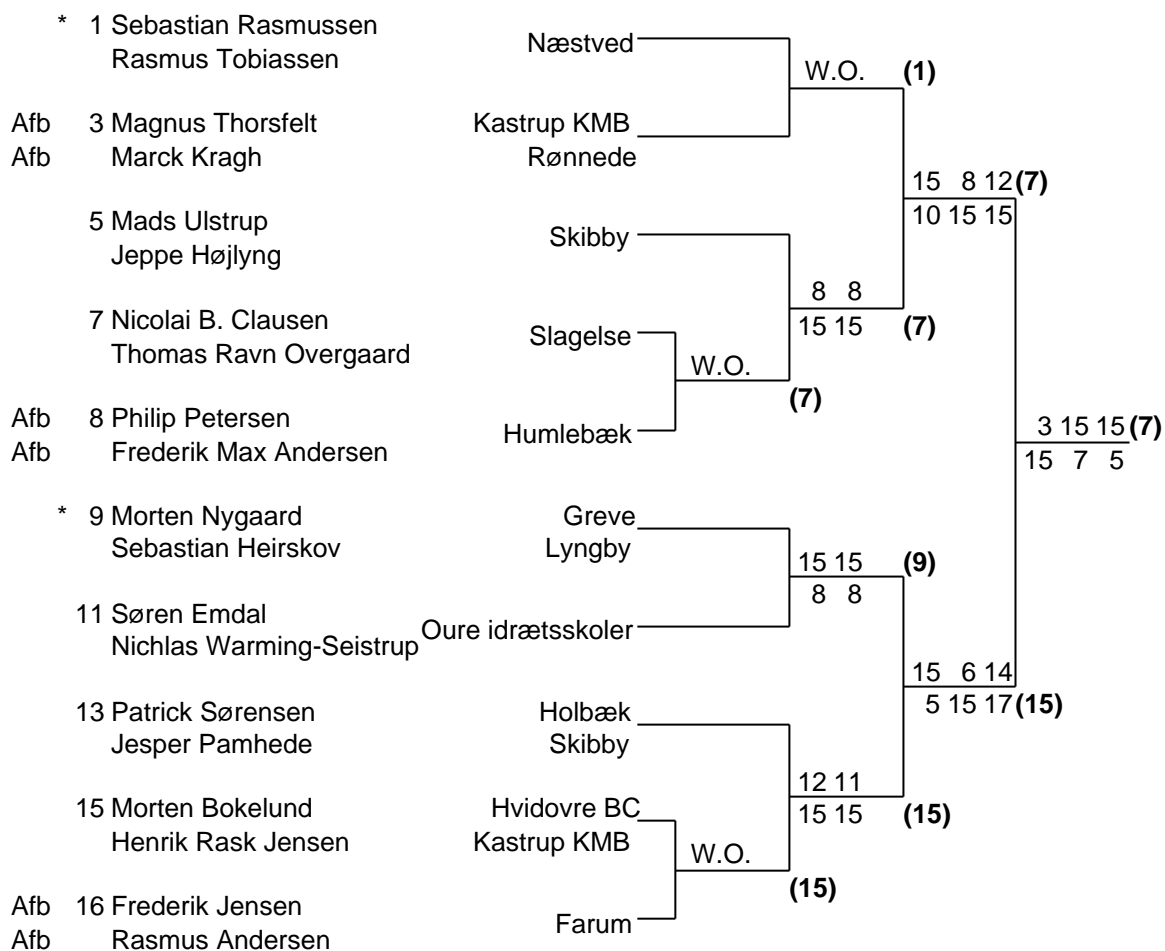 * 1 Sebastian Rasmussen
Rasmus Tobiassen
Næstved
W.O. (1)
Afb 3 Magnus Thorsfelt Kastrup KMB
Afb Marck Kragh Rønnede
15 8 12 (7)
10 15 15
5 Mads Ulstrup Skibby
Jeppe Højlyng
8 8
15 15 (7)
7 Nicolai B. Clausen Slagelse
Thomas Ravn Overgaard
W.O.
(7)
Afb 8 Philip Petersen Humlebæk
Afb Frederik Max Andersen
3 15 15 (7)
15 7 5
* 9 Morten Nygaard Greve
Sebastian Heirskov Lyngby
15 15 (9)
8 8
11 Søren Emdal Oure idrætsskoler
Nichlas Warming-Seistrup
15 6 14
5 15 17 (15)
13 Patrick Sørensen Holbæk
Jesper Pamhede Skibby
12 11
15 15 (15)
15 Morten Bokelund Hvidovre BC
Henrik Rask Jensen Kastrup KMB
W.O.
(15)
Afb 16 Frederik Jensen Farum
Afb Rasmus Andersen